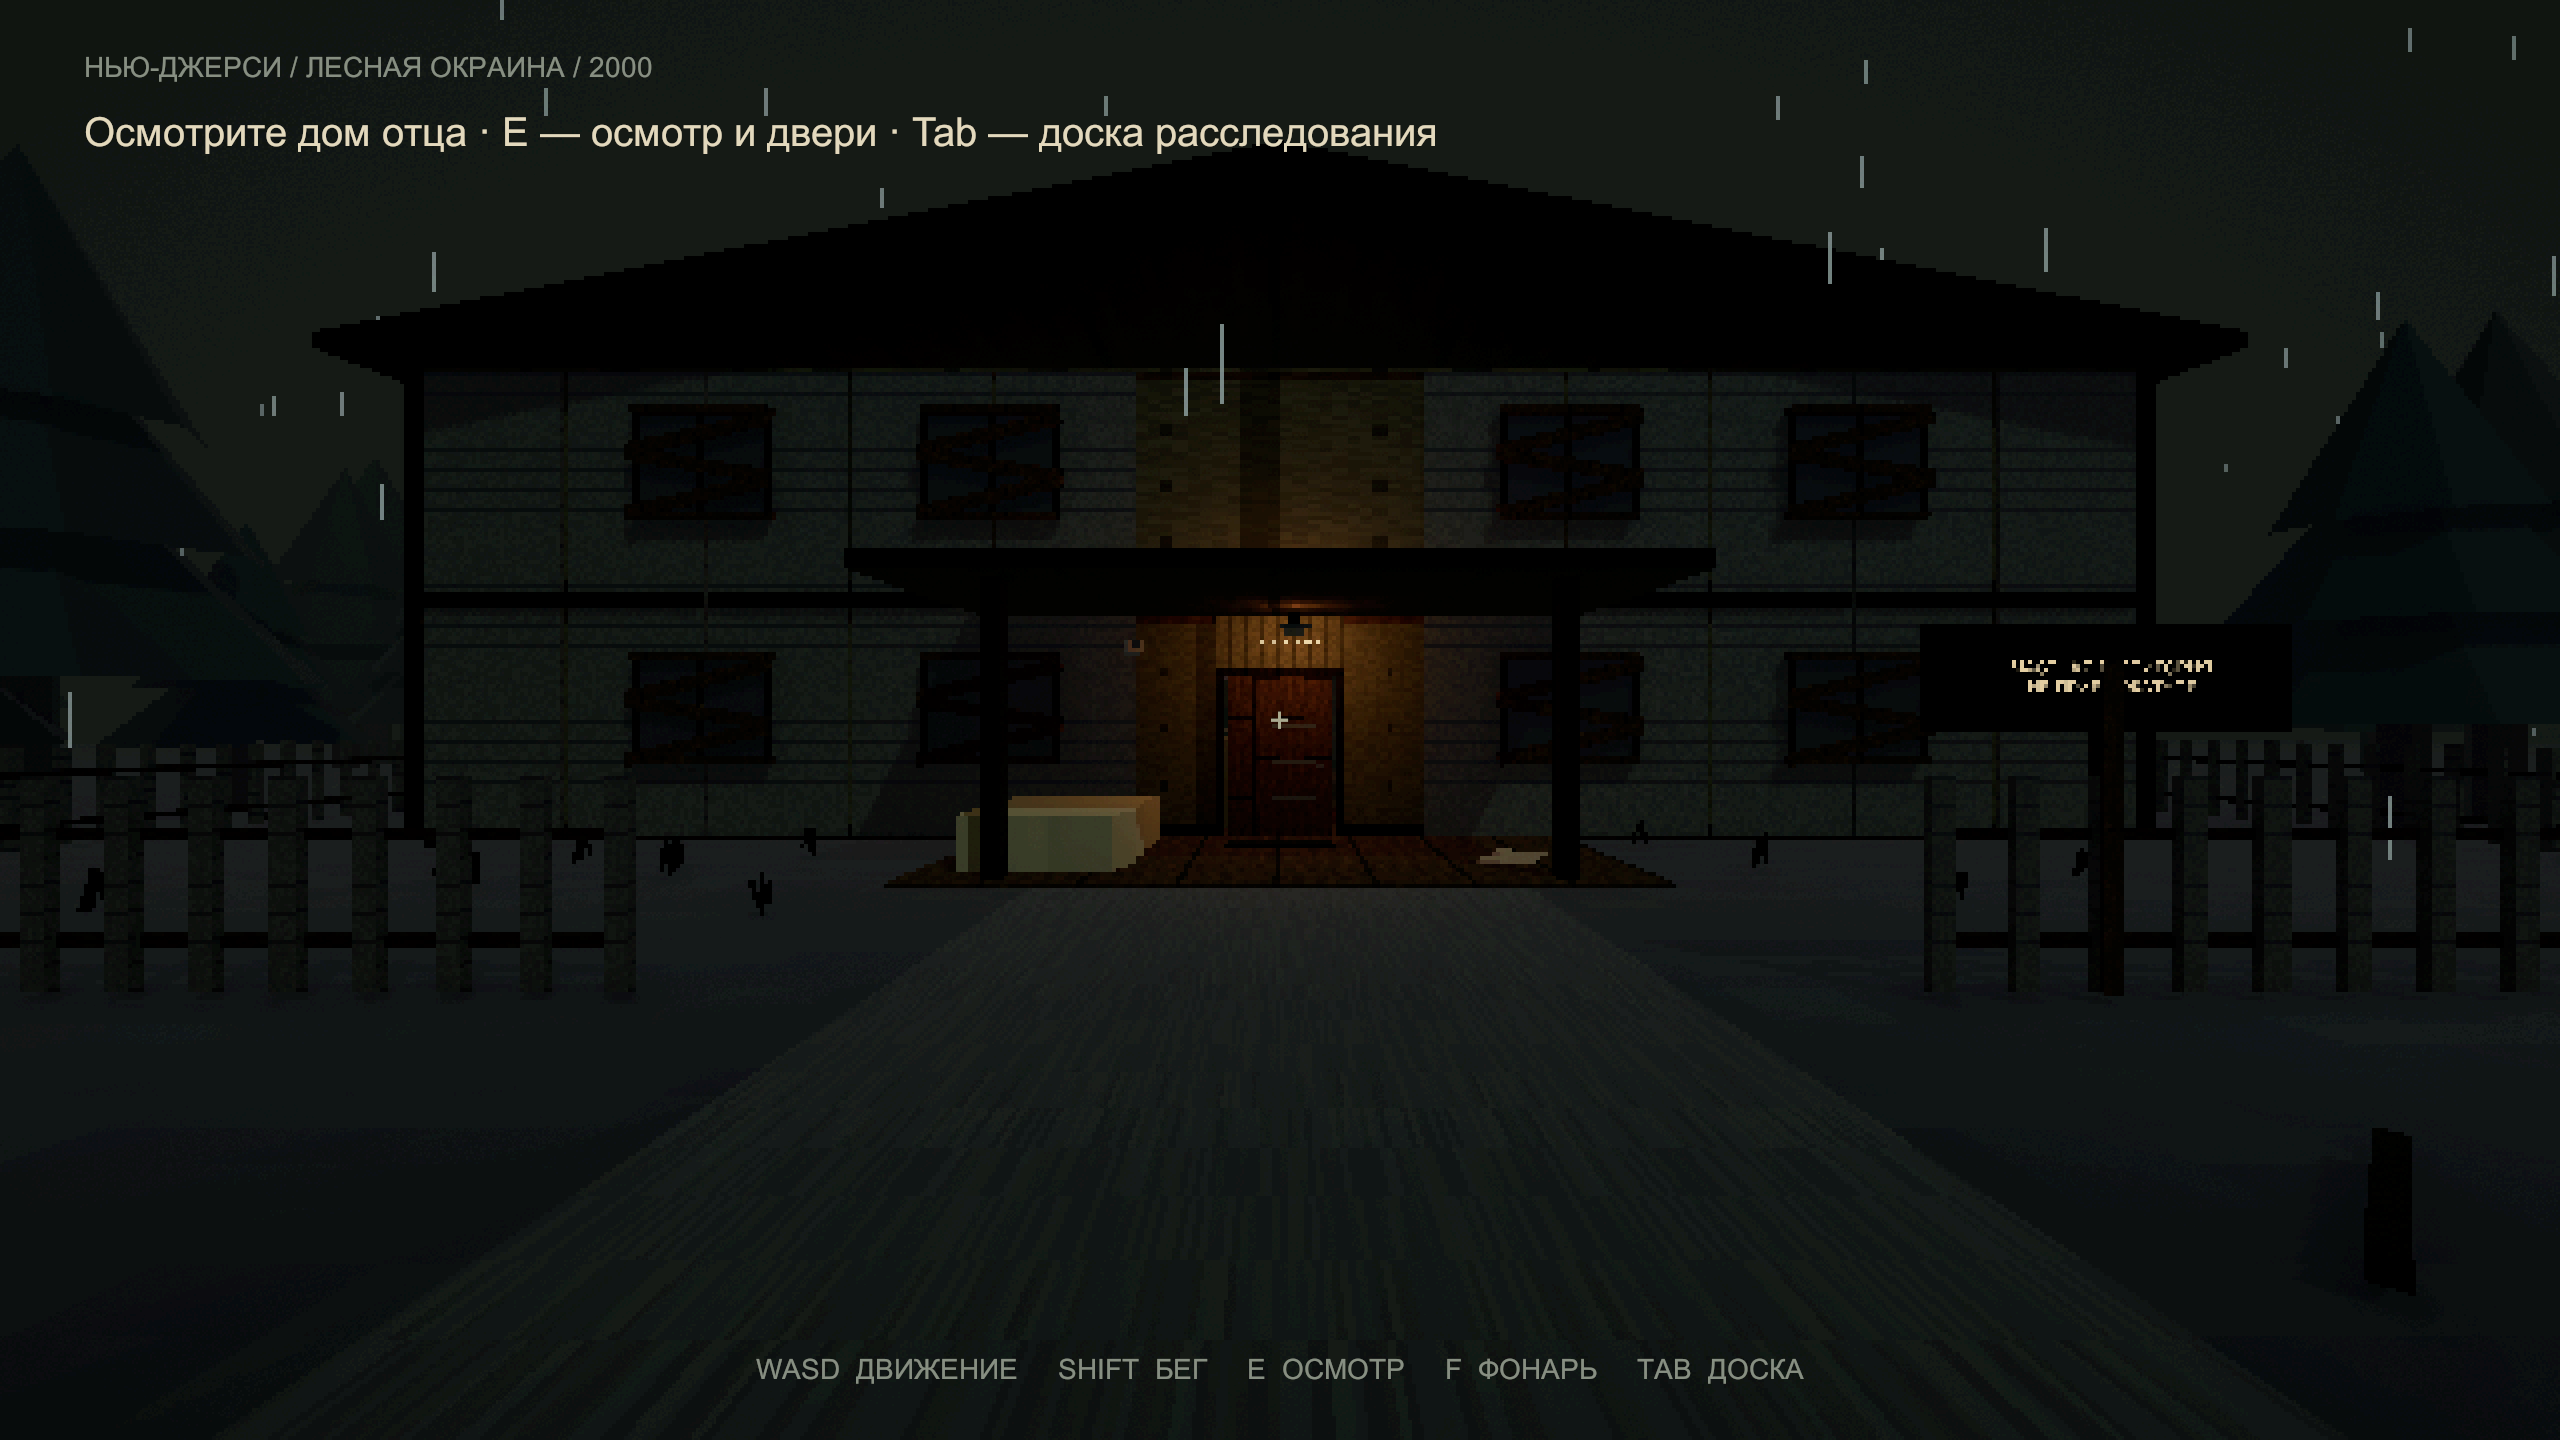 НЬЮ-ДЖЕРСИ / ЛЕСНАЯ ОКРАИНА / 2000
Осмотрите дом отца · E — осмотр и двери · Tab — доска расследования
WASD ДВИЖЕНИЕ SHIFT БЕГ E ОСМОТР F ФОНАРЬ TAB ДОСКА